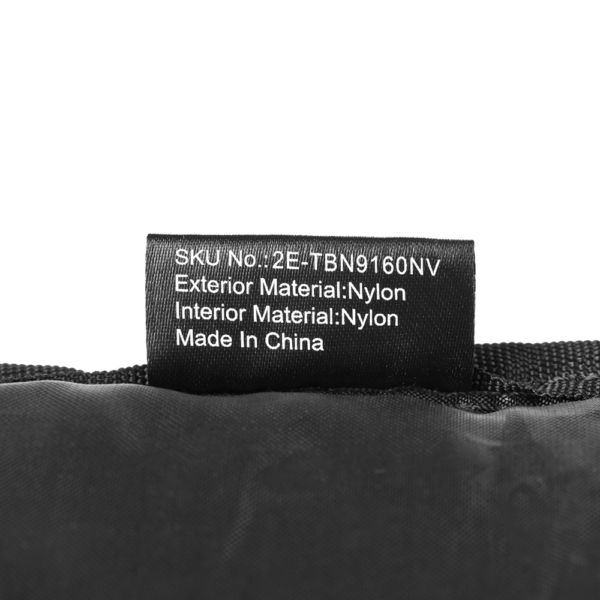 SKU No.:2E-TBN9160NV
Exterior Material:Nylon
Interior Material:Nylon
Made In China